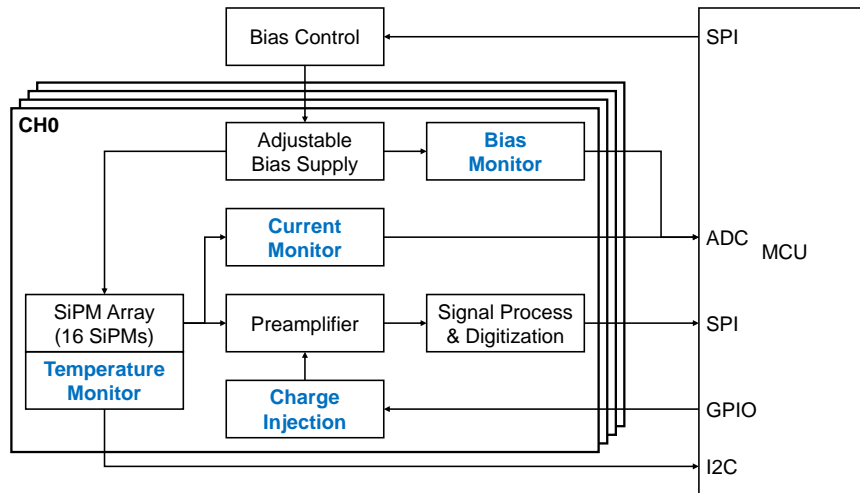 Bias Control
SPI
CH0
Adjustable
Bias Supply
Bias
Monitor
Current
Monitor
ADC
MCU
SiPM Array
(16 SiPMs)
Preamplifier
Signal Process
& Digitization
SPI
Temperature
Monitor
Charge
Injection
GPIO
I2C